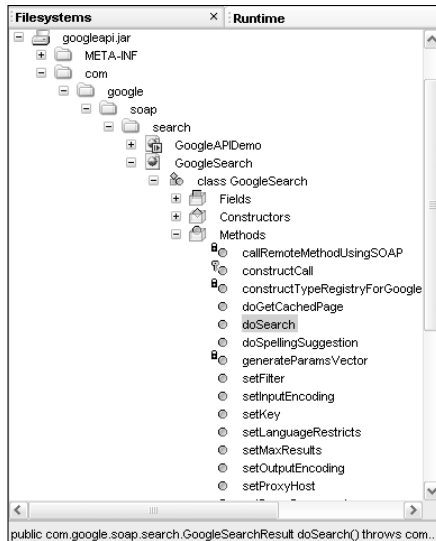 Filesystems × Runtime
googleapi.jar
META-INF
com
google
soap
search
GoogleAPIDemo
GoogleSearch
class GoogleSearch
Fields
Constructors
Methods
callRemoteMethodUsingSOAP
constructCall
constructTypeRegistryForGoogle
doGetCachedPage
doSearch
doSpellingSuggestion
generateParamsVector
setFilter
setInputEncoding
setKey
setLanguageRestricts
setMaxResults
setOutputEncoding
setProxyHost
public com.google.soap.search.GoogleSearchResult doSearch() throws com...